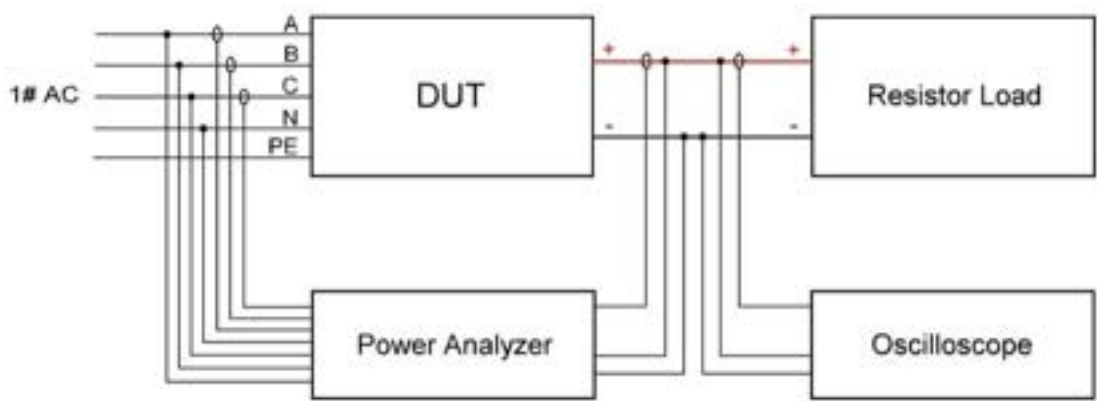 A
B
1# AC
C
N
PE
DUT
+
-
+
-
Resistor Load
Power Analyzer
Oscilloscope